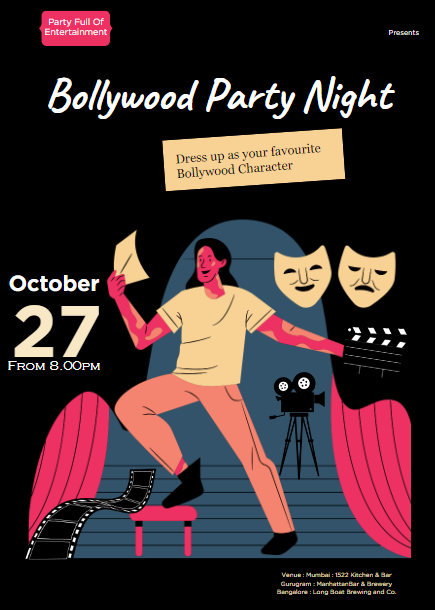 Party Full Of
Entertainment
Presents
Bollywood Party Night
Dress up as your favourite
Bollywood Character
October
27
From 8.00pm
Venue : Mumbai : 1522 Kitchen & Bar
Gurugram : ManhattanBar & Brewery
Bangalore : Long Boat Brewing and Co.